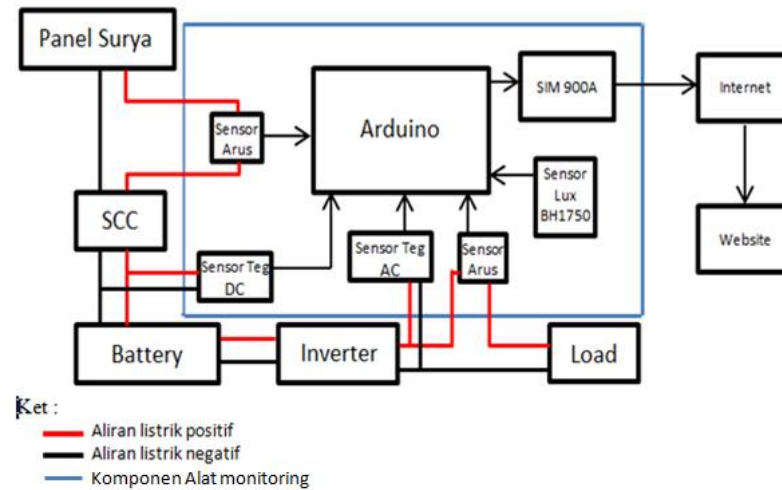 Panel Surya
SIM 900A
Internet
Arduino
Sensor
Arus
Sensor
Lux
BH1750
SCC
Website
Sensor Teg
DC
Sensor Teg
AC
Sensor
Arus
Battery
Inverter
Load
Ket :
Aliran listrik positif
Aliran listrik negatif
Komponen Alat monitoring